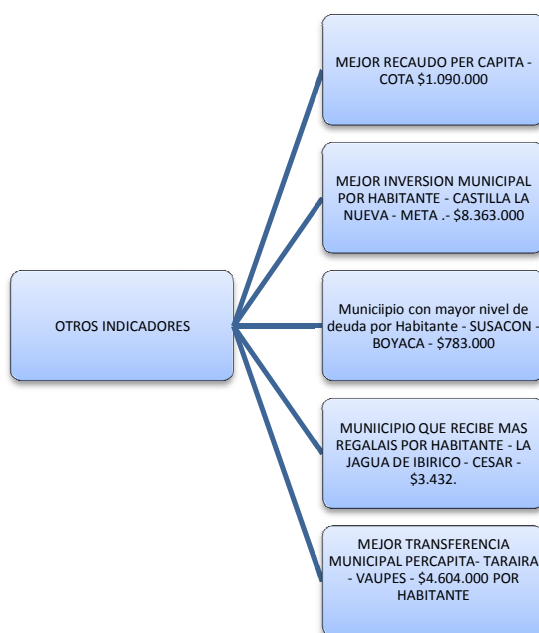 MEJOR RECAUDO PER CAPITA -
COTA $1.090.000
MEJOR INVERSION MUNICIPAL
POR HABITANTE - CASTILLA LA
NUEVA - META .- $8.363.000
OTROS INDICADORES
Municiipio con mayor nivel de
deuda por Habitante - SUSACON -
BOYACA - $783.000
MUNIICIPIO QUE RECIBE MAS
REGALAIS POR HABITANTE - LA
JAGUA DE IBIRICO - CESAR -
$3.432.
MEJOR TRANSFERENCIA
MUNICIPAL PERCAPITA- TARAIRA
- VAUPES - $4.604.000 POR
HABITANTE